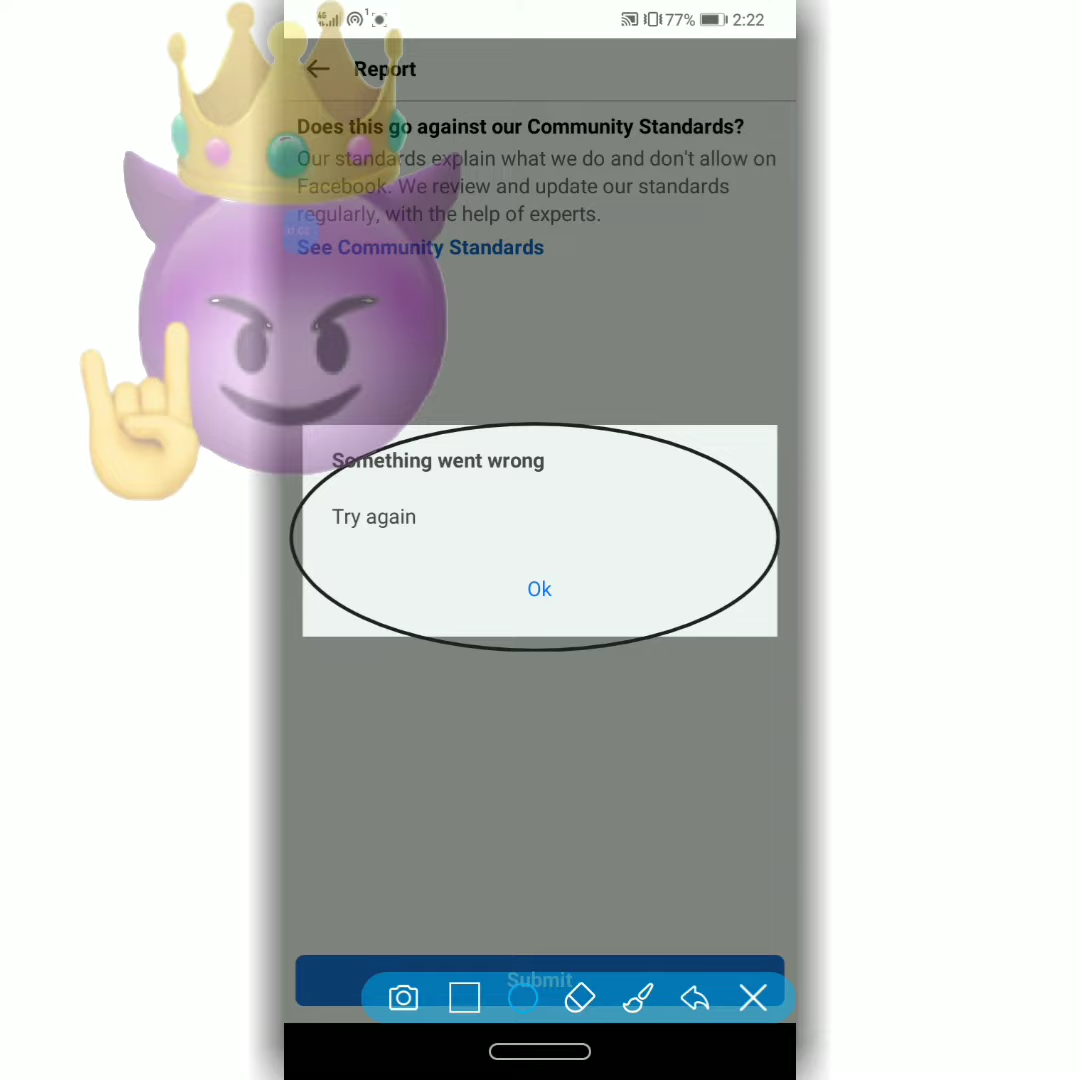 4G 1 77% 2:22
Report
Does this go against our Community Standards?
Our standards explain what we do and don't allow on
Facebook. We review and update our standards
regularly, with the help of experts.
See Community Standards
Something went wrong
Try again
Ok
Submit